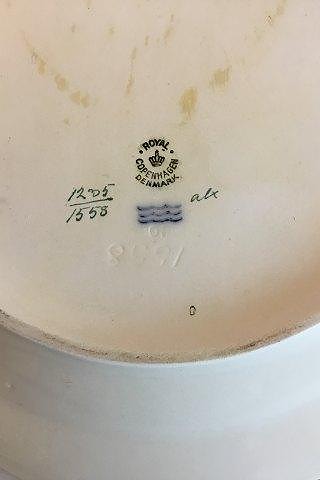 ROYAL
COPENHAGEN
DENMARK
1205
1558
alx